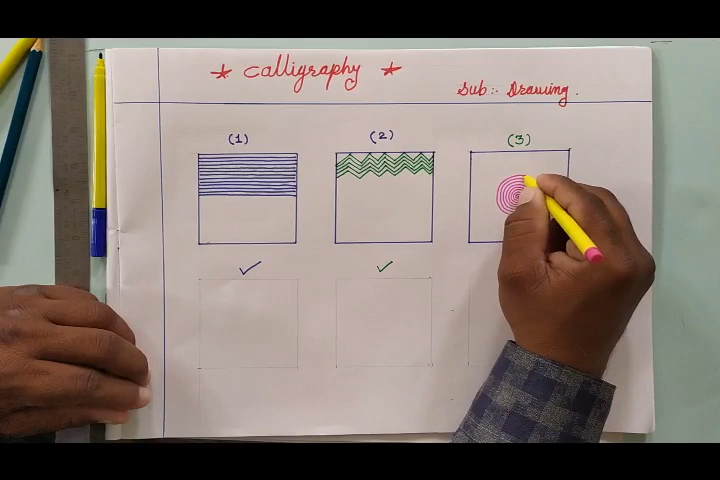 ★ Calligraphy ★
Sub:- Drawing.
(1) (2) (3)